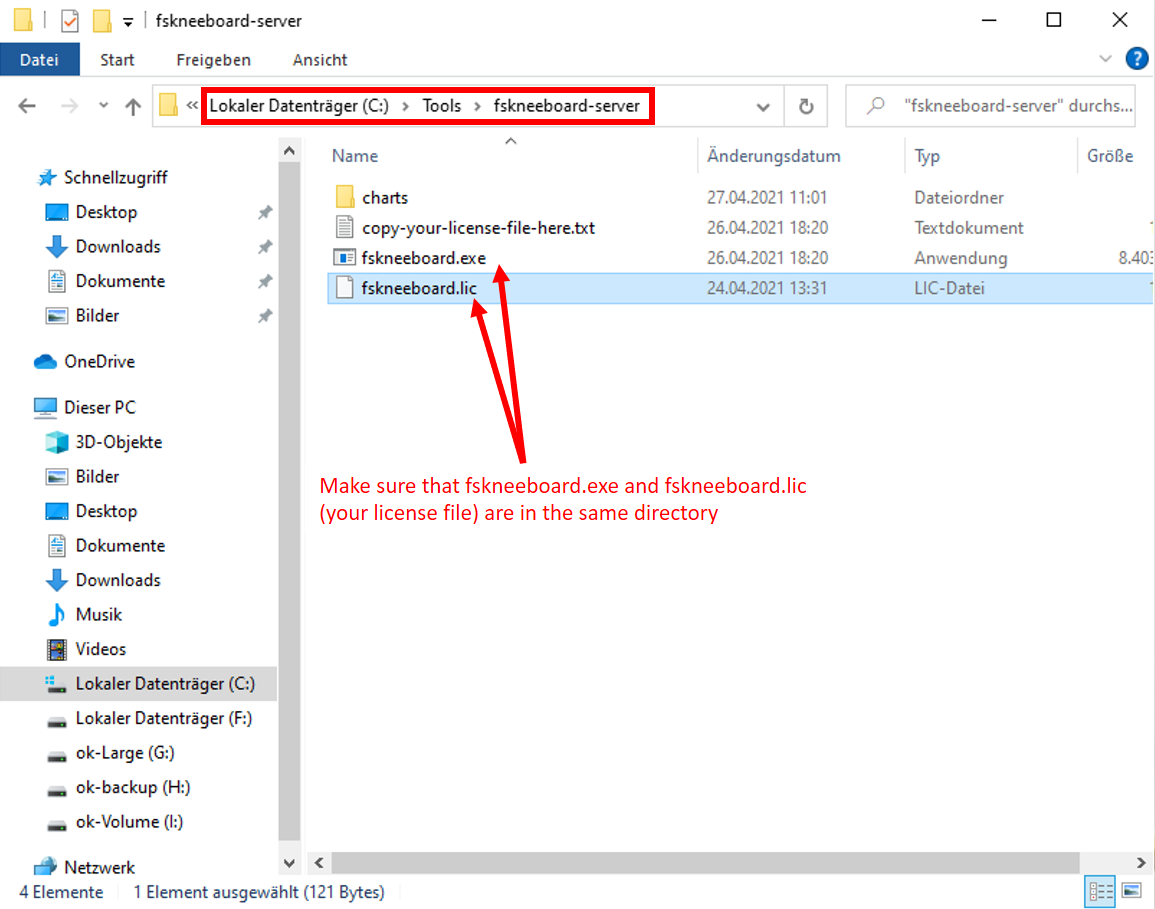 fskneeboard-server
Datei Start Freigeben Ansicht
« Lokaler Datenträger (C:) > Tools > fskneeboard-server "fskneeboard-server" durchs...
Name Änderungsdatum Typ Größe
charts 27.04.2021 11:01 Dateiordner
copy-your-license-file-here.txt 26.04.2021 18:20 Textdokument
fskneeboard.exe 26.04.2021 18:20 Anwendung 8.403
fskneeboard.lic 24.04.2021 13:31 LIC-Datei
Make sure that fskneeboard.exe and fskneeboard.lic
(your license file) are in the same directory
Schnellzugriff
Desktop
Downloads
Dokumente
Bilder
OneDrive
Dieser PC
3D-Objekte
Bilder
Desktop
Dokumente
Downloads
Musik
Videos
Lokaler Datenträger (C:)
Lokaler Datenträger (F:)
ok-Large (G:)
ok-backup (H:)
ok-Volume (I:)
Netzwerk
4 Elemente 1 Element ausgewählt (121 Bytes)